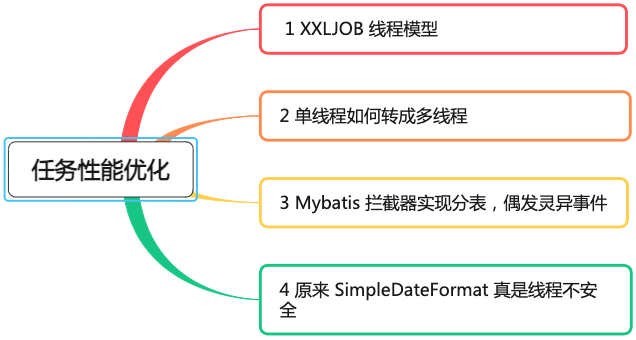 任务性能优化
1 XXLJOB 线程模型
2 单线程如何转成多线程
3 Mybatis 拦截器实现分表，偶发灵异事件
4 原来 SimpleDateFormat 真是线程不安
全